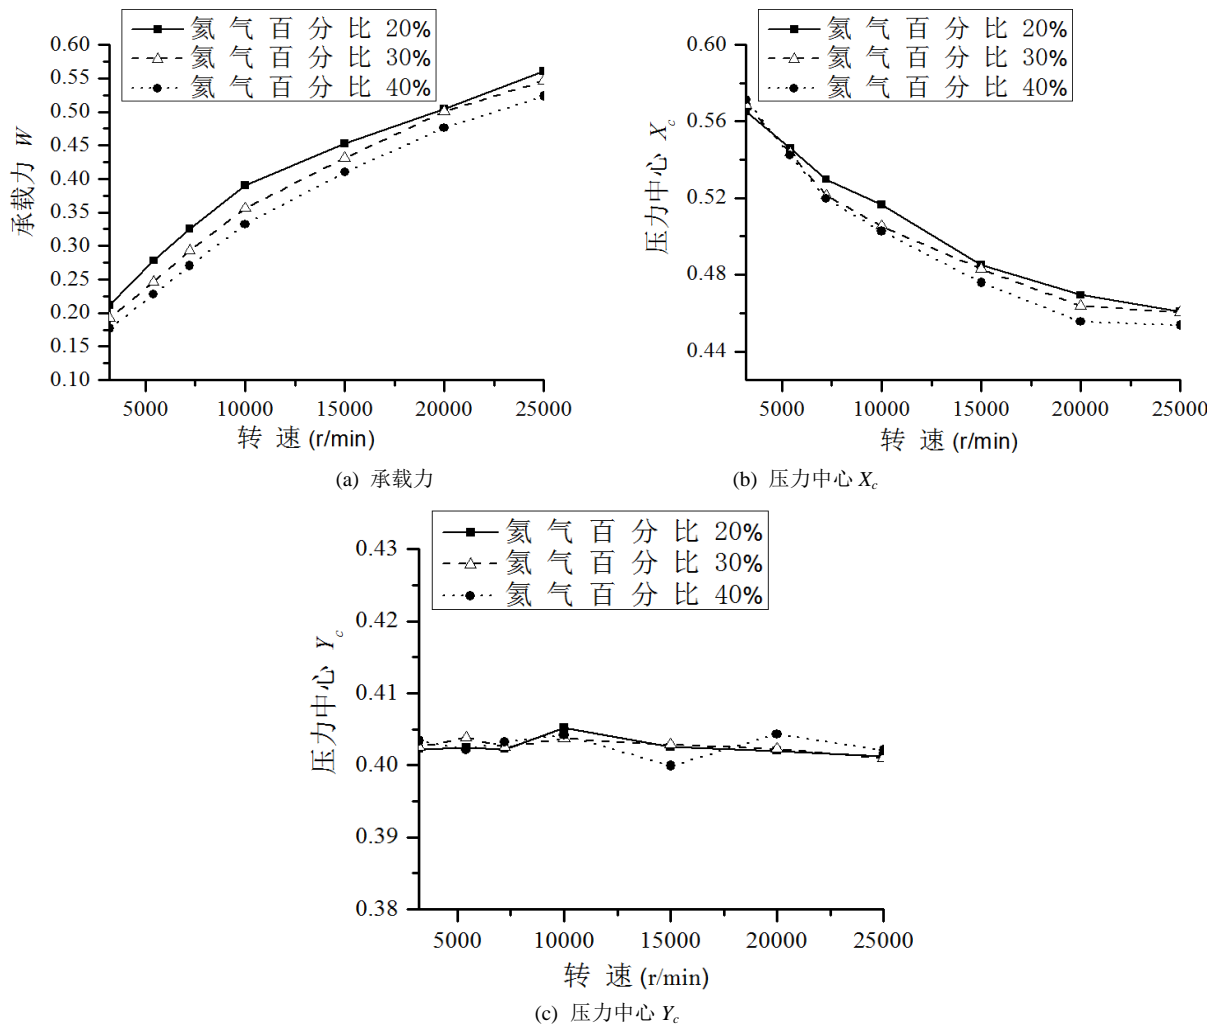 氦 气 百 分 比 20%
氦 气 百 分 比 30%
氦 气 百 分 比 40%
0.60
0.55
0.50
0.45
0.40
0.35
0.30
0.25
0.20
0.15
0.10
承载力 W
5000 10000 15000 20000 25000
转 速 (r/min)
(a) 承载力
氦 气 百 分 比 20%
氦 气 百 分 比 30%
氦 气 百 分 比 40%
0.60
0.56
0.52
0.48
0.44
压力中心 Xc
5000 10000 15000 20000 25000
转 速 (r/min)
(b) 压力中心 Xc
氦 气 百 分 比 20%
氦 气 百 分 比 30%
氦 气 百 分 比 40%
0.43
0.42
0.41
0.40
0.39
0.38
压力中心 Yc
5000 10000 15000 20000 25000
转 速 (r/min)
(c) 压力中心 Yc